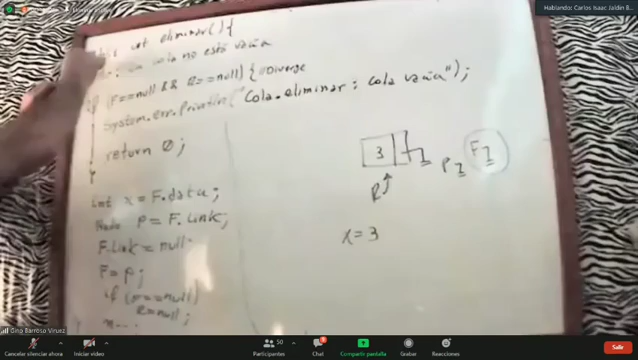 Hablando: Carlos Isaac Jaldin B...
int eliminar(){
cola no está vacía
if (F==null && R==null) { //Diverge
System.err.println("Cola.eliminar: cola vacía");
return 0;
}
int x = F.data;
Nodo P = F.link;
F.link = null;
F = P;
if (F==null)
R=null;
3
R
P
F
x = 3
Gino Barroso Viruez
Cancelar silenciar ahora
Iniciar video
50
Participantes
Chat
Compartir pantalla
Grabar
Reacciones
Salir